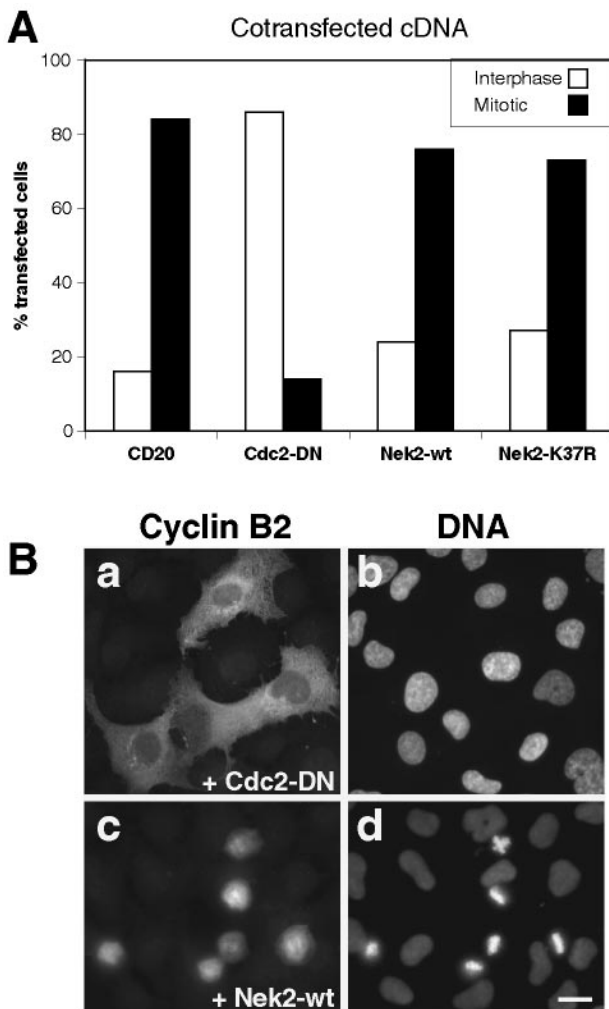 A
Cotransfected cDNA
100
80
60
40
20
0
% transfected cells
Interphase
Mitotic
CD20
Cdc2-DN
Nek2-wt
Nek2-K37R
B
Cyclin B2
DNA
a
b
+ Cdc2-DN
c
d
+ Nek2-wt